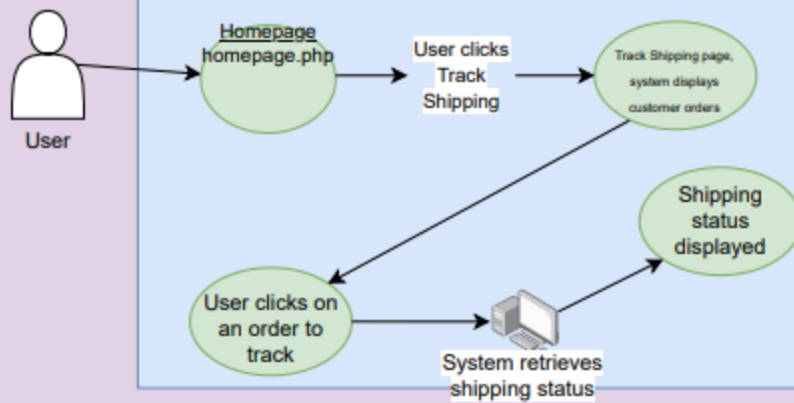 User
Homepage
homepage.php
User clicks
Track
Shipping
Track Shipping page,
system displays
customer orders
User clicks on
an order to
track
System retrieves
shipping status
Shipping
status
displayed